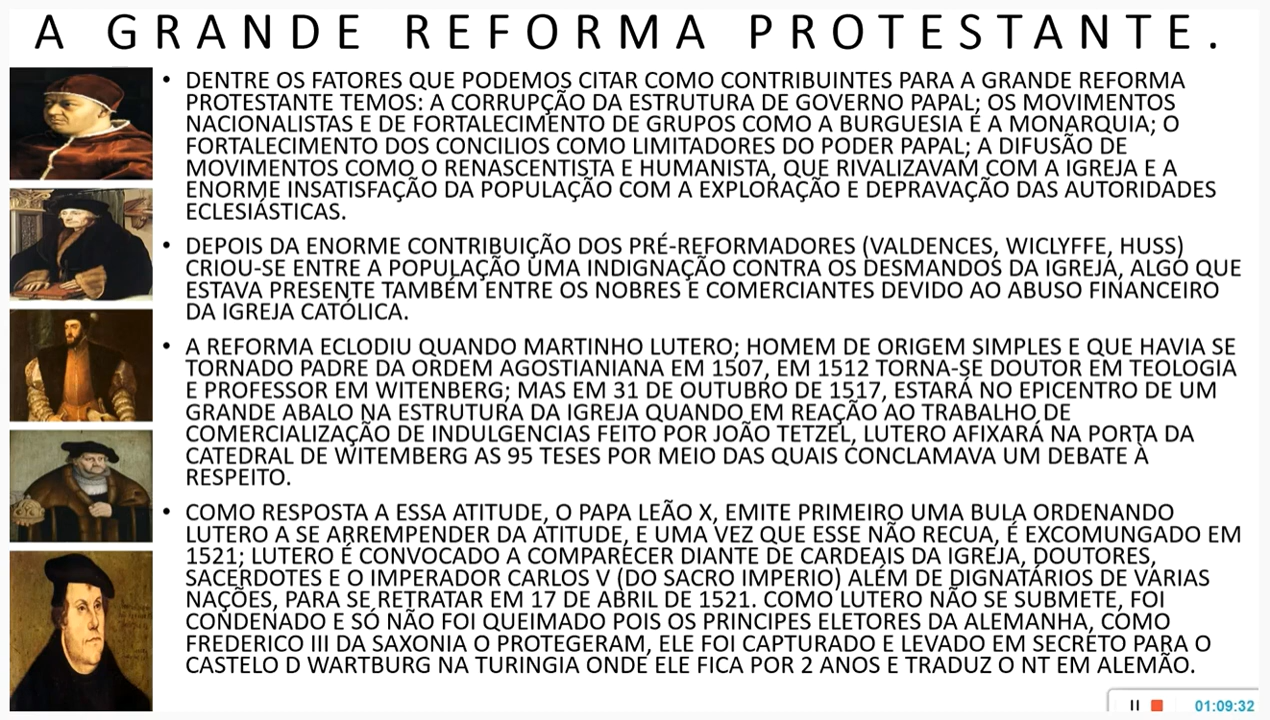 A GRANDE REFORMA PROTESTANTE.
• DENTRE OS FATORES QUE PODEMOS CITAR COMO CONTRIBUINTES PARA A GRANDE REFORMA
PROTESTANTE TEMOS: A CORRUPÇÃO DA ESTRUTURA DE GOVERNO PAPAL; OS MOVIMENTOS
NACIONALISTAS E DE FORTALECIMENTO DE GRUPOS COMO A BURGUESIA É A MONARQUIA; O
FORTALECIMENTO DOS CONCILIOS COMO LIMITADORES DO PODER PAPAL; A DIFUSÃO DE
MOVIMENTOS COMO O RENASCENTISTA E HUMANISTA, QUE RIVALIZAVAM COM A IGREJA E A
ENORME INSATISFAÇÃO DA POPULAÇÃO COM A EXPLORAÇÃO E DEPRAVAÇÃO DAS AUTORIDADES
ECLESIÁSTICAS.
• DEPOIS DA ENORME CONTRIBUIÇÃO DOS PRÉ-REFORMADORES (VALDENCES, WICLYFFE, HUSS)
CRIOU-SE ENTRE A POPULAÇÃO UMA INDIGNAÇÃO CONTRA OS DESMANDOS DA IGREJA, ALGO QUE
ESTAVA PRESENTE TAMBÉM ENTRE OS NOBRES E COMERCIANTES DEVIDO AO ABUSO FINANCEIRO
DA IGREJA CATÓLICA.
• A REFORMA ECLODIU QUANDO MARTINHO LUTERO; HOMEM DE ORIGEM SIMPLES E QUE HAVIA SE
TORNADO PADRE DA ORDEM AGOSTIANIANA EM 1507, EM 1512 TORNA-SE DOUTOR EM TEOLOGIA
E PROFESSOR EM WITENBERG; MAS EM 31 DE OUTUBRO DE 1517, ESTARÁ NO EPICENTRO DE UM
GRANDE ABALO NA ESTRUTURA DA IGREJA QUANDO EM REAÇÃO AO TRABALHO DE
COMERCIALIZAÇÃO DE INDULGENCIAS FEITO POR JOÃO TETZEL, LUTERO AFIXARÁ NA PORTA DA
CATEDRAL DE WITEMBERG AS 95 TESES POR MEIO DAS QUAIS CONCLAMAVA UM DEBATE À
RESPEITO.
• COMO RESPOSTA A ESSA ATITUDE, O PAPA LEÃO X, EMITE PRIMEIRO UMA BULA ORDENANDO
LUTERO A SE ARREMPENDER DA ATITUDE, E UMA VEZ QUE ESSE NÃO RECUA, É EXCOMUNGADO EM
1521; LUTERO É CONVOCADO A COMPARECER DIANTE DE CARDEAIS DA IGREJA, DOUTORES,
SACERDOTES E O IMPERADOR CARLOS V (DO SACRO IMPERIO) ALÉM DE DIGNATÁRIOS DE VÁRIAS
NAÇÕES, PARA SE RETRATAR EM 17 DE ABRIL DE 1521. COMO LUTERO NÃO SE SUBMETE, FOI
CONDENADO E SÓ NÃO FOI QUEIMADO POIS OS PRINCIPES ELETORES DA ALEMANHA, COMO
FREDERICO III DA SAXONIA O PROTEGERAM, ELE FOI CAPTURADO E LEVADO EM SECRETO PARA O
CASTELO D WARTBURG NA TURINGIA ONDE ELE FICA POR 2 ANOS E TRADUZ O NT EM ALEMÃO.
01:09:32